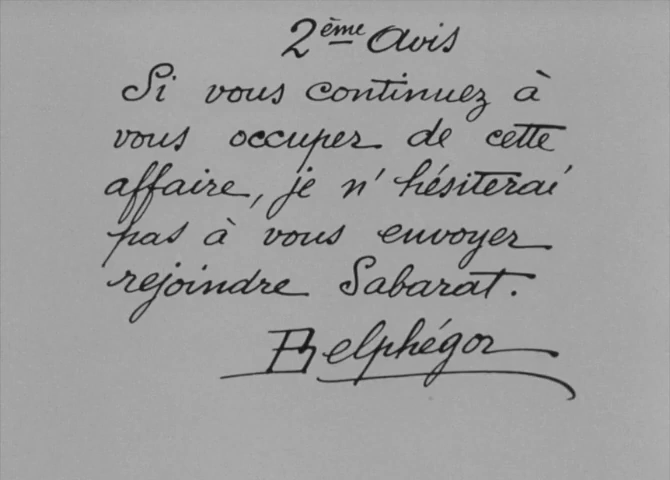 2ème Avis
Si vous continuez à
vous occuper de cette
affaire, je n'hésiterai
pas à vous envoyer
rejoindre Sabarat.
Belphégor